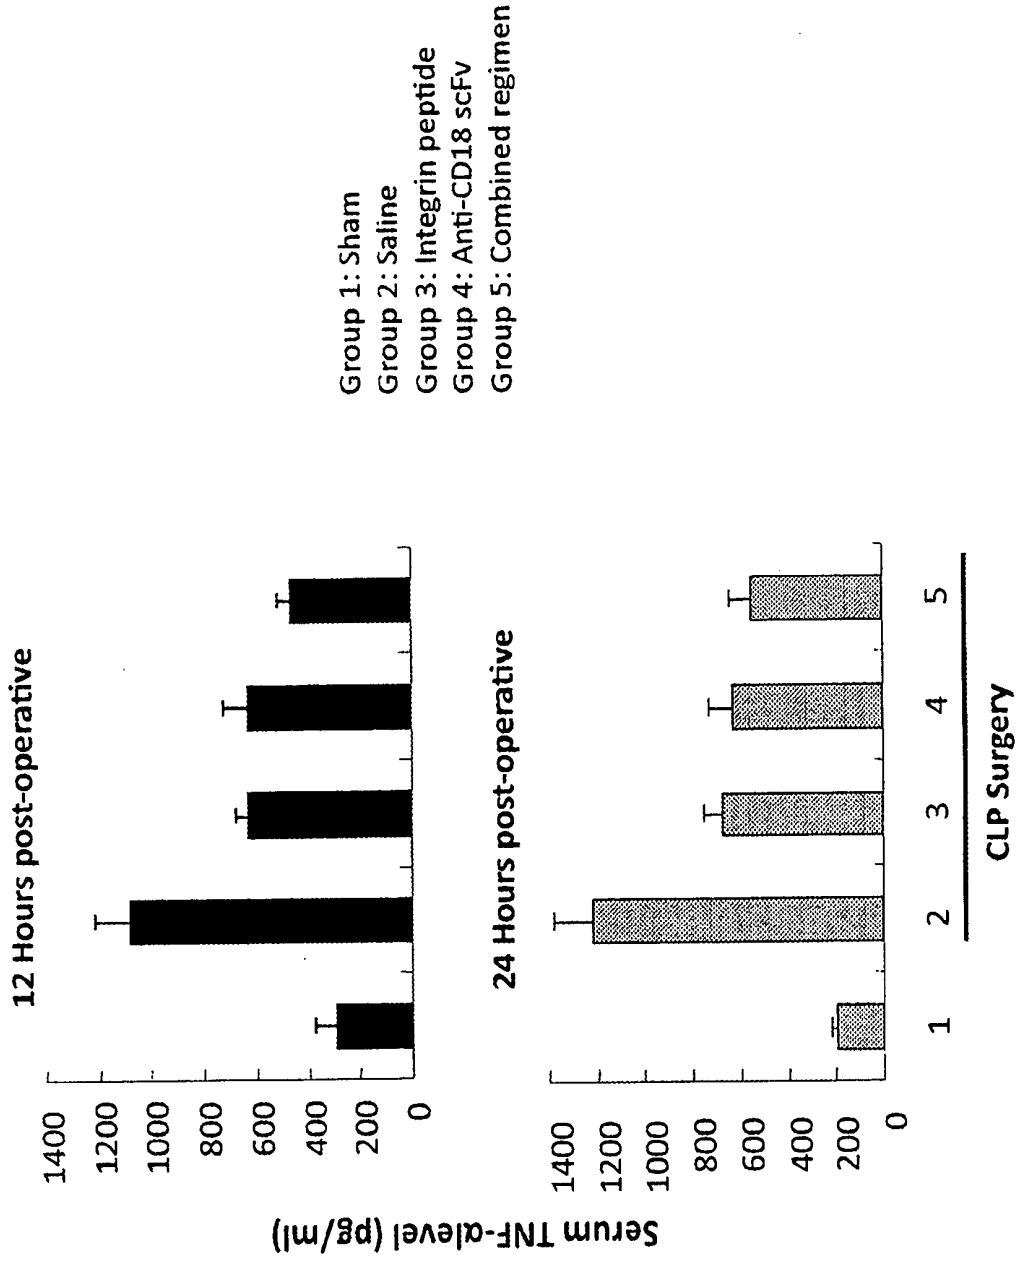 12 Hours post-operative
1400
1200
1000
800
600
400
200
0
24 Hours post-operative
1400
1200
1000
800
600
400
200
0
Serum TNF-αlevel (pg/ml)
1 2 3 4 5
CLP Surgery
Group 1: Sham
Group 2: Saline
Group 3: Integrin peptide
Group 4: Anti-CD18 scFv
Group 5: Combined regimen